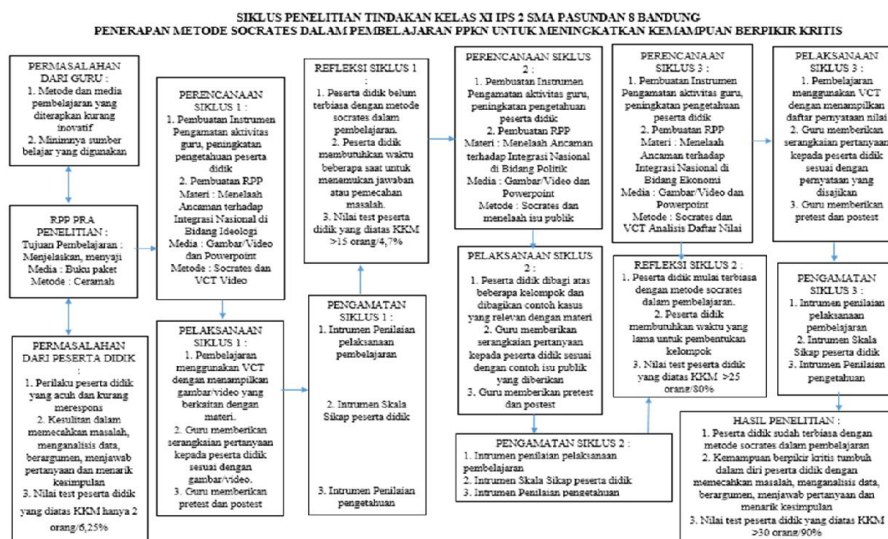 SIKLUS PENELITIAN TINDAKAN KELAS XI IPS 2 SMA PASUNDAN 8 BANDUNG
PENERAPAN METODE SOCRATES DALAM PEMBELAJARAN PPKN UNTUK MENINGKATKAN KEMAMPUAN BERPIKIR KRITIS
PERMASALAHAN
DARI GURU :
1. Metode dan media
pembelajaran yang
diterapkan kurang
inovatif
2. Minimnya sumber
belajar yang digunakan
RPP PRA
PENELITIAN :
Tujuan Pembelajaran :
Menjelaskan, menyaji
Media : Buku paket
Metode : Ceramah
PERMASALAHAN
DARI PESERTA DIDIK
:
1. Perilaku peserta didik
yang acuh dan kurang
merespons
2. Kesulitan dalam
memecahkan masalah,
menganalisis data,
berargumen, menjawab
pertanyaan dan menarik
kesimpulan
3. Nilai test peserta didik
yang diatas KKM hanya 2
orang/6,25%
PERENCANAAN
SIKLUS 1 :
1. Pembuatan Instrumen
Pengamatan aktivitas
guru, peningkatan
pengetahuan peserta
didik
2. Pembuatan RPP
Materi : Menelaah
Ancaman terhadap
Integrasi Nasional di
Bidang Ideologi
Media : Gambar/Video
dan Powerpoint
Metode : Socrates dan
VCT Video
PELAKSANAAN
SIKLUS 1 :
1. Pembelajaran
menggunakan VCT
dengan menampilkan
gambar/video yang
berkaitan dengan
materi.
2. Guru memberikan
serangkaian pertanyaan
kepada peserta didik
sesuai dengan
gambar/video.
3. Guru memberikan
pretest dan postest
REFLEKSI SIKLUS 1
:
1. Peserta didik belum
terbiasa dengan metode
socrates dalam
pembelajaran.
2. Peserta didik
membutuhkan waktu
beberapa saat untuk
menemukan jawaban
atau pemecahan
masalah.
3. Nilai test peserta
didik yang diatas KKM
>15 orang/4,7%
PENGAMATAN
SIKLUS 1 :
1. Intrumen Penilaian
pelaksanaan
pembelajaran
2. Intrumen Skala
Sikap peserta didik
3. Intrumen Penilaian
pengetahuan
PERENCANAAN SIKLUS
2 :
1. Pembuatan Instrumen
Pengamatan aktivitas guru,
peningkatan pengetahuan
peserta didik
2. Pembuatan RPP
Materi : Menelaah Ancaman
terhadap Integrasi Nasional
di Bidang Politik
Media : Gambar/Video dan
Powerpoint
Metode : Socrates dan
menelaah isu publik
PELAKSANAAN SIKLUS
2 :
1. Peserta didik dibagi atas
beberapa kelompok dan
dibagikan contoh kasus
yang relevan dengan materi
2. Guru memberikan
serangkaian pertanyaan
kepada peserta didik sesuai
dengan contoh isu publik
yang diberikan
3. Guru memberikan pretest
dan postest
PENGAMATAN SIKLUS 2 :
1. Intrumen penilaian pelaksanaan
pembelajaran
2. Intrumen Skala Sikap peserta didik
3. Intrumen Penilaian pengetahuan
PERENCANAAN
SIKLUS 3 :
1. Pembuatan Instrumen
Pengamatan aktivitas guru,
peningkatan pengetahuan
peserta didik
2. Pembuatan RPP
Materi : Menelaah
Ancaman terhadap
Integrasi Nasional di
Bidang Ekonomi
Media : Gambar/Video dan
Powerpoint
Metode : Socrates dan
VCT Analisis Daftar Nilai
REFLEKSI SIKLUS 2 :
1. Peserta didik mulai terbiasa
dengan metode socrates
dalam pembelajaran.
2. Peserta didik
membutuhkan waktu yang
lama untuk pembentukan
kelompok
3. Nilai test peserta didik
yang diatas KKM >25
orang/80%
PELAKSANAAN
SIKLUS 3 :
1. Pembelajaran
menggunakan VCT
dengan menampilkan
daftar pernyataan nilai
2. Guru memberikan
serangkaian pertanyaan
kepada peserta didik
sesuai dengan
pernyataan yang
disajikan
3. Guru memberikan
pretest dan postest
PENGAMATAN
SIKLUS 3 :
1. Intrumen penilaian
pelaksanaan
pembelajaran
2. Intrumen Skala
Sikap peserta didik
3. Intrumen Penilaian
pengetahuan
HASIL PENELITIAN :
1. Peserta didik sudah terbiasa dengan
metode socrates dalam pembelajaran
2. Kemampuan berpikir kritis tumbuh
dalam diri peserta didik dengan
memecahkan masalah, menganalisis data,
berargumen, menjawab pertanyaan dan
menarik kesimpulan
3. Nilai test peserta didik yang diatas KKM
>30 orang/90%